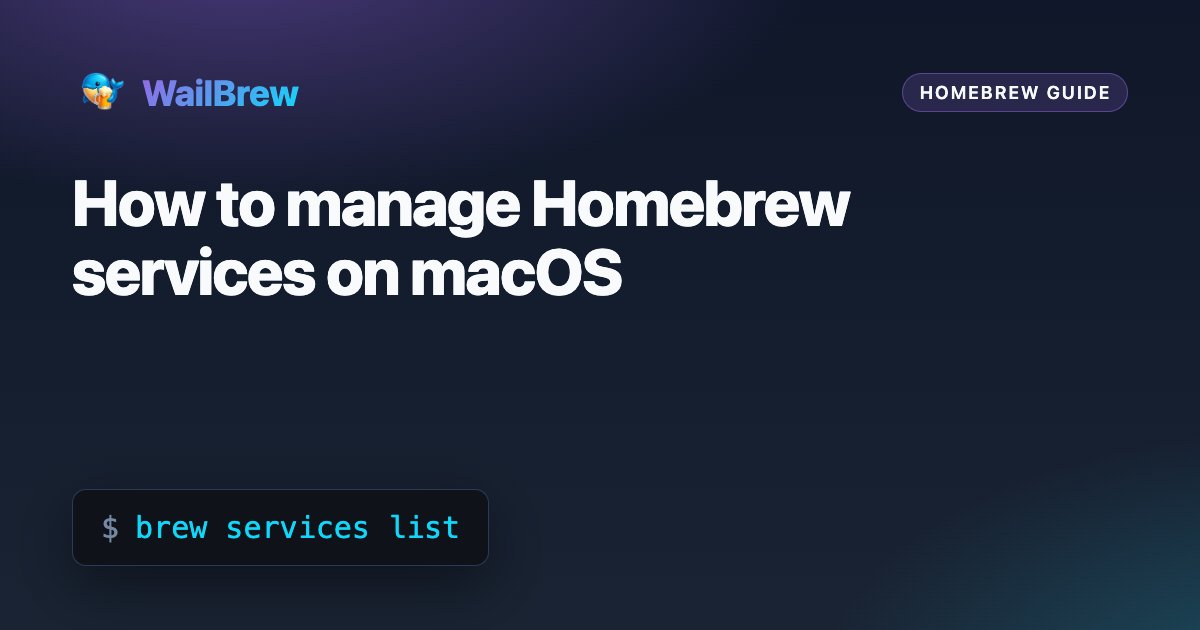 WailBrew
HOMEBREW GUIDE
How to manage Homebrew
services on macOS
$ brew services list